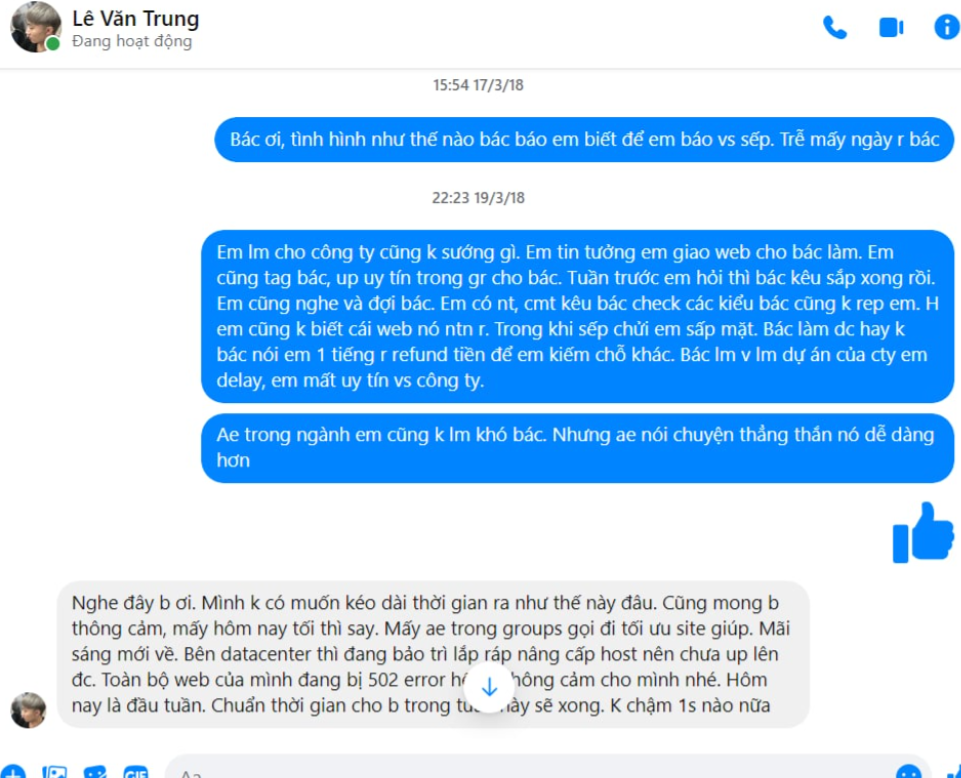 Lê Văn Trung
Đang hoạt động
15:54 17/3/18
Bác ơi, tình hình như thế nào bác báo em biết để em báo vs sếp. Trễ mấy ngày r bác
22:23 19/3/18
Em lm cho công ty cũng k sướng gì. Em tin tưởng em giao web cho bác làm. Em
cũng tag bác, up uy tín trong gr cho bác. Tuần trước em hỏi thì bác kêu sắp xong rồi.
Em cũng nghe và đợi bác. Em có nt, cmt kêu bác check các kiểu bác cũng k rep em. H
em cũng k biết cái web nó ntn r. Trong khi sếp chửi em sấp mặt. Bác làm dc hay k
bác nói em 1 tiếng r refund tiền để em kiếm chỗ khác. Bác lm v lm dự án của cty em
delay, em mất uy tín vs công ty.
Ae trong ngành em cũng k lm khó bác. Nhưng ae nói chuyện thẳng thắn nó dễ dàng
hơn
Nghe đây b ơi. Mình k có muốn kéo dài thời gian ra như thế này đâu. Cũng mong b
thông cảm, mấy hôm nay tối thì say. Mấy ae trong groups gọi đi tối ưu site giúp. Mãi
sáng mới về. Bên datacenter thì đang bảo trì lắp ráp nâng cấp host nên chưa up lên
đc. Toàn bộ web của mình đang bị 502 error cho mình nhé. Hôm
nay là đầu tuần. Chuẩn thời gian cho b trong này sẽ xong. K chậm 1s nào nữa
GIF
Aa